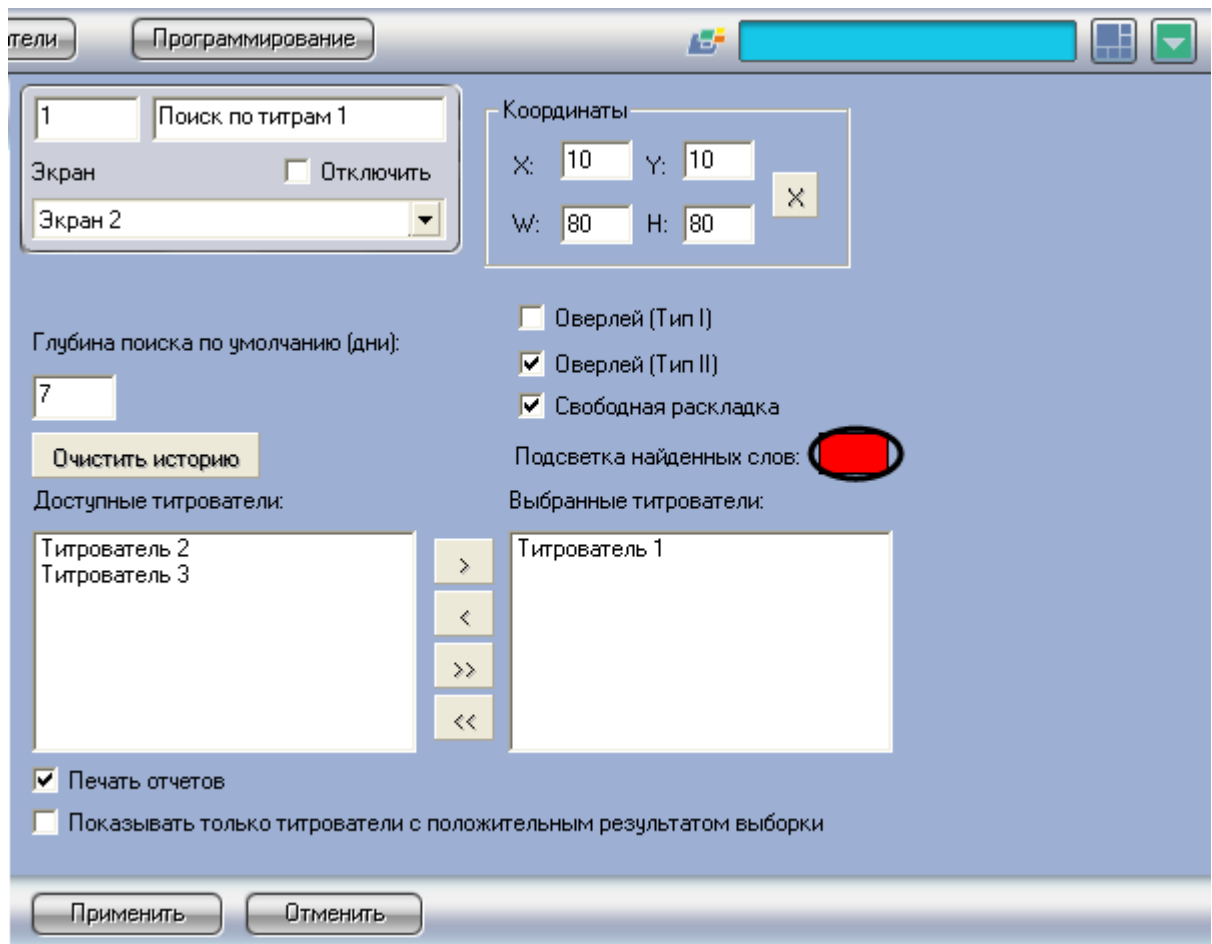 тели Программирование
1 Поиск по титрам 1
Экран Отключить
Экран 2
Координаты
X: 10 Y: 10
X
W: 80 H: 80
Глубина поиска по умолчанию (дни):
7
Очистить историю
Оверлей (Тип I)
Оверлей (Тип II)
Свободная раскладка
Подсветка найденных слов:
Доступные титрователи:
Титрователь 2
Титрователь 3
>
<
>>
<<
Выбранные титрователи:
Титрователь 1
Печать отчетов
Показывать только титрователи с положительным результатом выборки
Применить Отменить